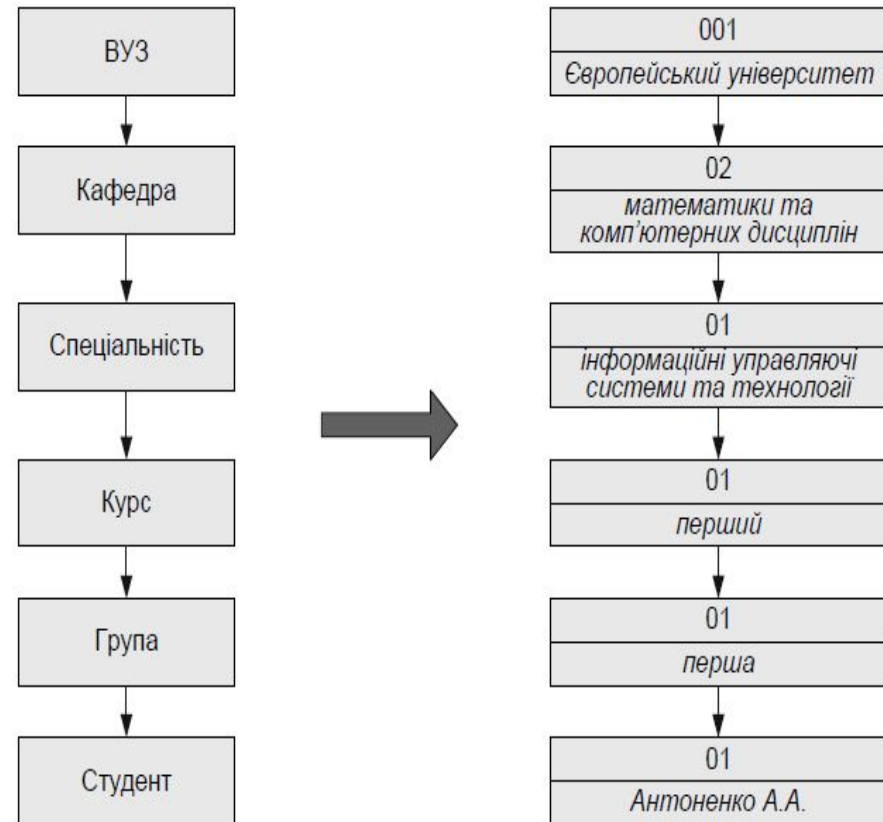 ВУЗ
Кафедра
Спеціальність
Курс
Група
Студент
001
Європейський університет
02
математики та
комп'ютерних дисциплін
01
інформаційні управляючі
системи та технології
01
перший
01
перша
01
Антоненко А.А.